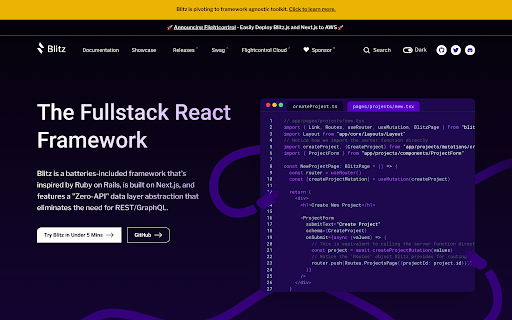 Blitz is pivoting to framework agnostic toolkit. Click here to learn more.
🚀 Announcing Flightcontrol - Easily Deploy Blitz.js and Next.js to AWS 🚀
Blitz Documentation Showcase Releases Swag Flightcontrol Cloud Sponsor Search Dark
The Fullstack React
Framework
Blitz is a batteries-included framework that's
inspired by Ruby on Rails, is built on Next.js, and
features a "Zero-API" data layer abstraction that
eliminates the need for REST/GraphQL.
Try Blitz in Under 5 Mins GitHub
createProject.ts pages/projects/new.tsx
1 // app/pages/projects/new.tsx
2 import { Link, Routes, useRouter, useMutation, BlitzPage } from "blit
3 import Layout from "app/core/layouts/Layout"
4 // Notice how we import the server function directly
5 import createProject, {CreateProject} from "app/projects/mutations/cr
6 import { ProjectForm } from "app/projects/components/ProjectForm"
7
8 const NewProjectPage: BlitzPage = () => {
9 const router = useRouter()
10 const [createProjectMutation] = useMutation(createProject)
11
12 return (
13 <div>
14 <h1>Create New Project</h1>
15
16 <ProjectForm
17 submitText="Create Project"
18 schema={CreateProject}
19 onSubmit={async (values) => {
20 // This is equivalent to calling the server function direct
21 const project = await createProjectMutation(values)
22 // Notice the 'Routes' object Blitz provides for routing
23 router.push(Routes.ProjectsPage({projectId: project.id}))
24 }}
25 />
26 </div>
27 )